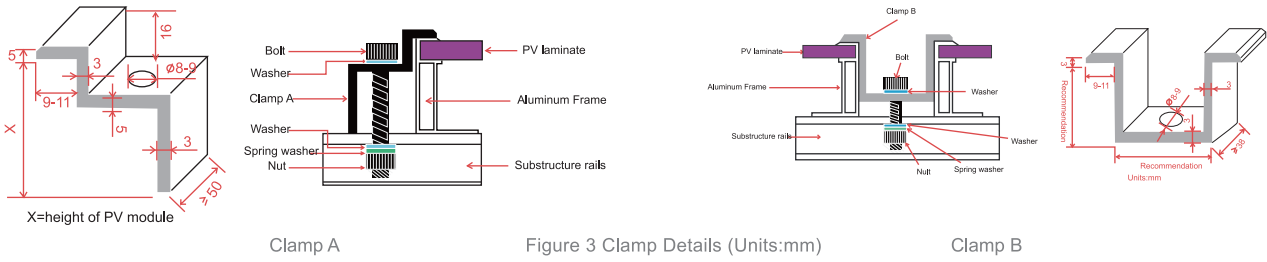 16
5
3
ø8-9
9-11
X
5
3
≥50
X=height of PV module
Bolt
Washer
Clamp A
Washer
Spring washer
Nut
PV laminate
Aluminum Frame
Substructure rails
Clamp B
PV laminate
Bolt
Aluminum Frame
Washer
Substructure rails
Washer
Spring washer
Nult
3
9-11
ø8-9
3
3
Recommendation
≥38
Recommendation
Units:mm
Clamp A
Figure 3 Clamp Details (Units:mm)
Clamp B